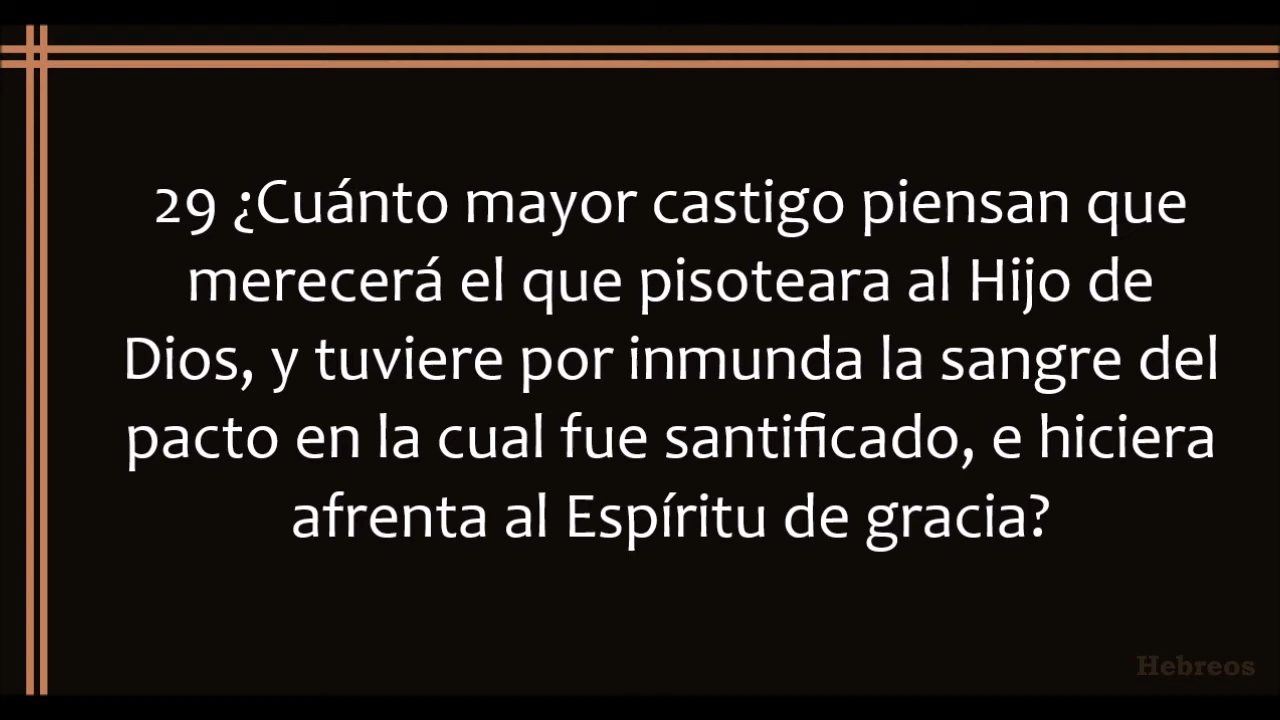 29 ¿Cuánto mayor castigo piensan que
merecerá el que pisoteara al Hijo de
Dios, y tuviere por inmunda la sangre del
pacto en la cual fue santificado, e hiciera
afrenta al Espíritu de gracia?
Hebreos